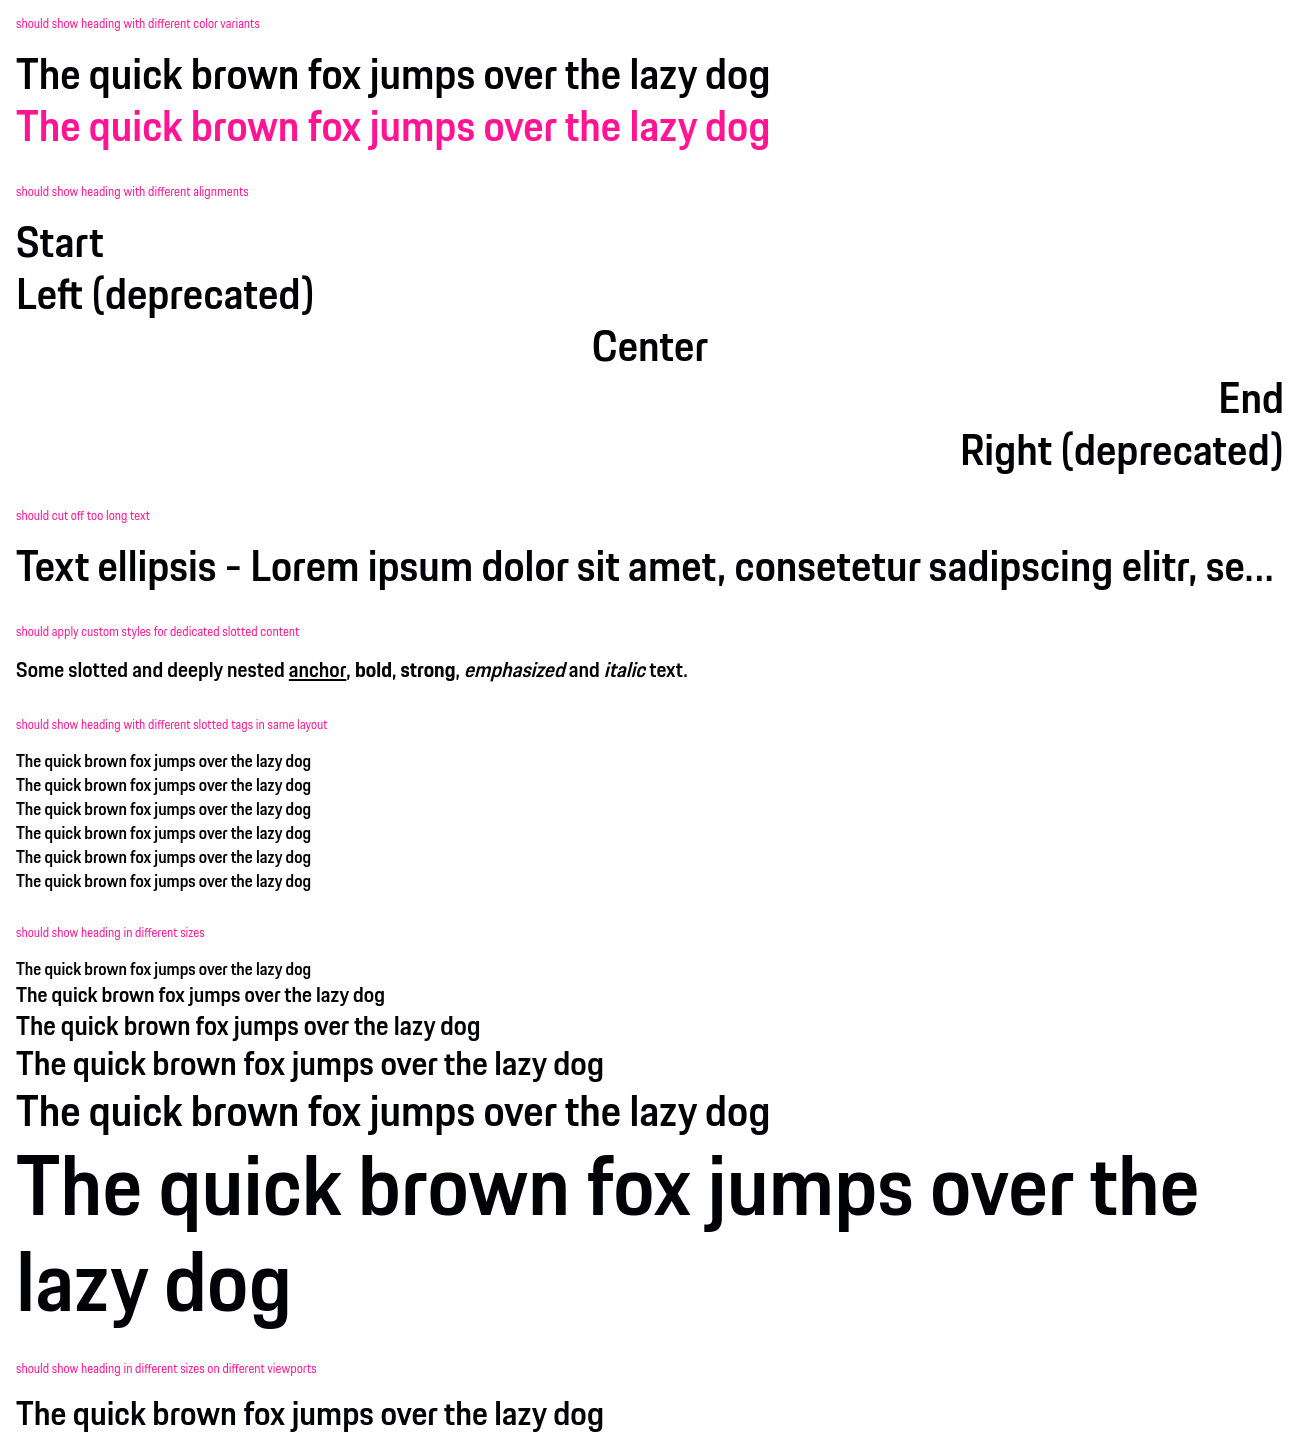 should show heading with different color variants
The quick brown fox jumps over the lazy dog
The quick brown fox jumps over the lazy dog
should show heading with different alignments
Start
Left (deprecated)
Center
End
Right (deprecated)
should cut off too long text
Text ellipsis - Lorem ipsum dolor sit amet, consetetur sadipscing elitr, se…
should apply custom styles for dedicated slotted content
Some slotted and deeply nested anchor, bold, strong, emphasized and italic text.
should show heading with different slotted tags in same layout
The quick brown fox jumps over the lazy dog
The quick brown fox jumps over the lazy dog
The quick brown fox jumps over the lazy dog
The quick brown fox jumps over the lazy dog
The quick brown fox jumps over the lazy dog
The quick brown fox jumps over the lazy dog
should show heading in different sizes
The quick brown fox jumps over the lazy dog
The quick brown fox jumps over the lazy dog
The quick brown fox jumps over the lazy dog
The quick brown fox jumps over the lazy dog
The quick brown fox jumps over the lazy dog
The quick brown fox jumps over the
lazy dog
should show heading in different sizes on different viewports
The quick brown fox jumps over the lazy dog